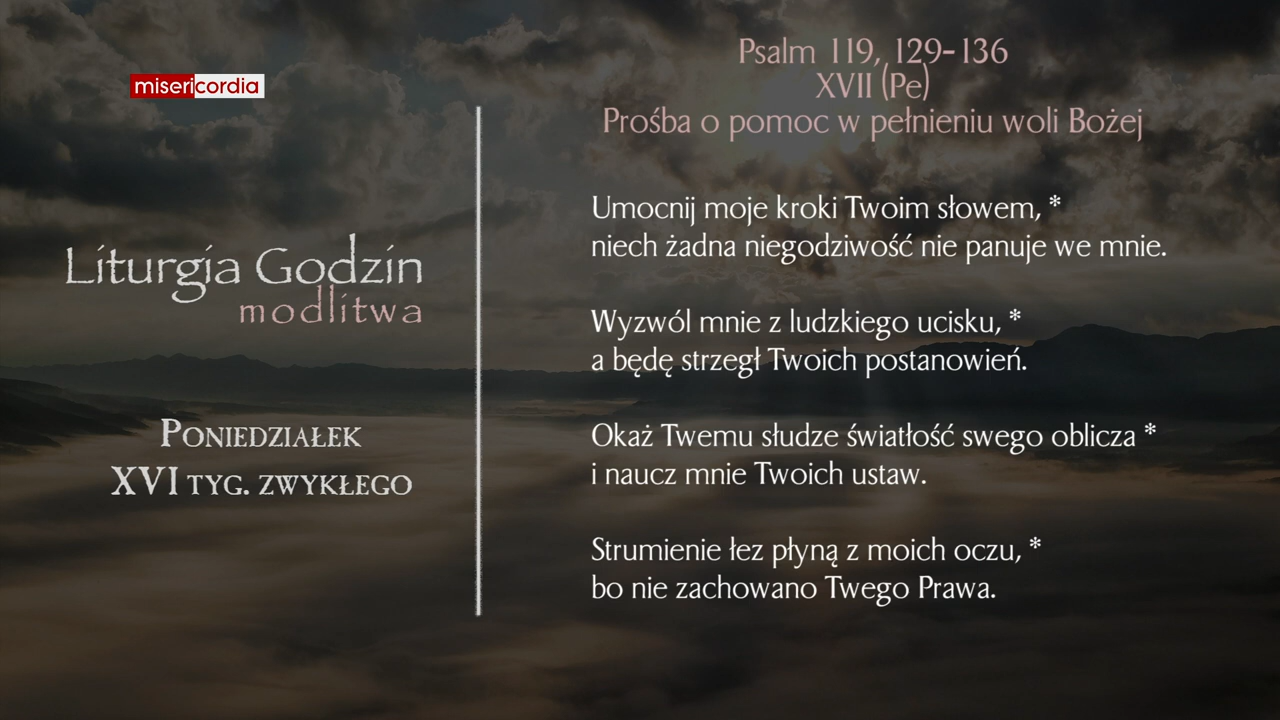 misericordia
Liturgia Godzin
modlitwa
Poniedziałek
XVI tyg. zwykłego
Psalm 119, 129-136
XVII (Pe)
Prośba o pomoc w pełnieniu woli Bożej
Umocnij moje kroki Twoim słowem, *
niech żadna niegodziwość nie panuje we mnie.
Wyzwól mnie z ludzkiego ucisku, *
a będę strzegł Twoich postanowień.
Okaż Twemu słudze światłość swego oblicza *
i naucz mnie Twoich ustaw.
Strumienie łez płyną z moich oczu, *
bo nie zachowano Twego Prawa.